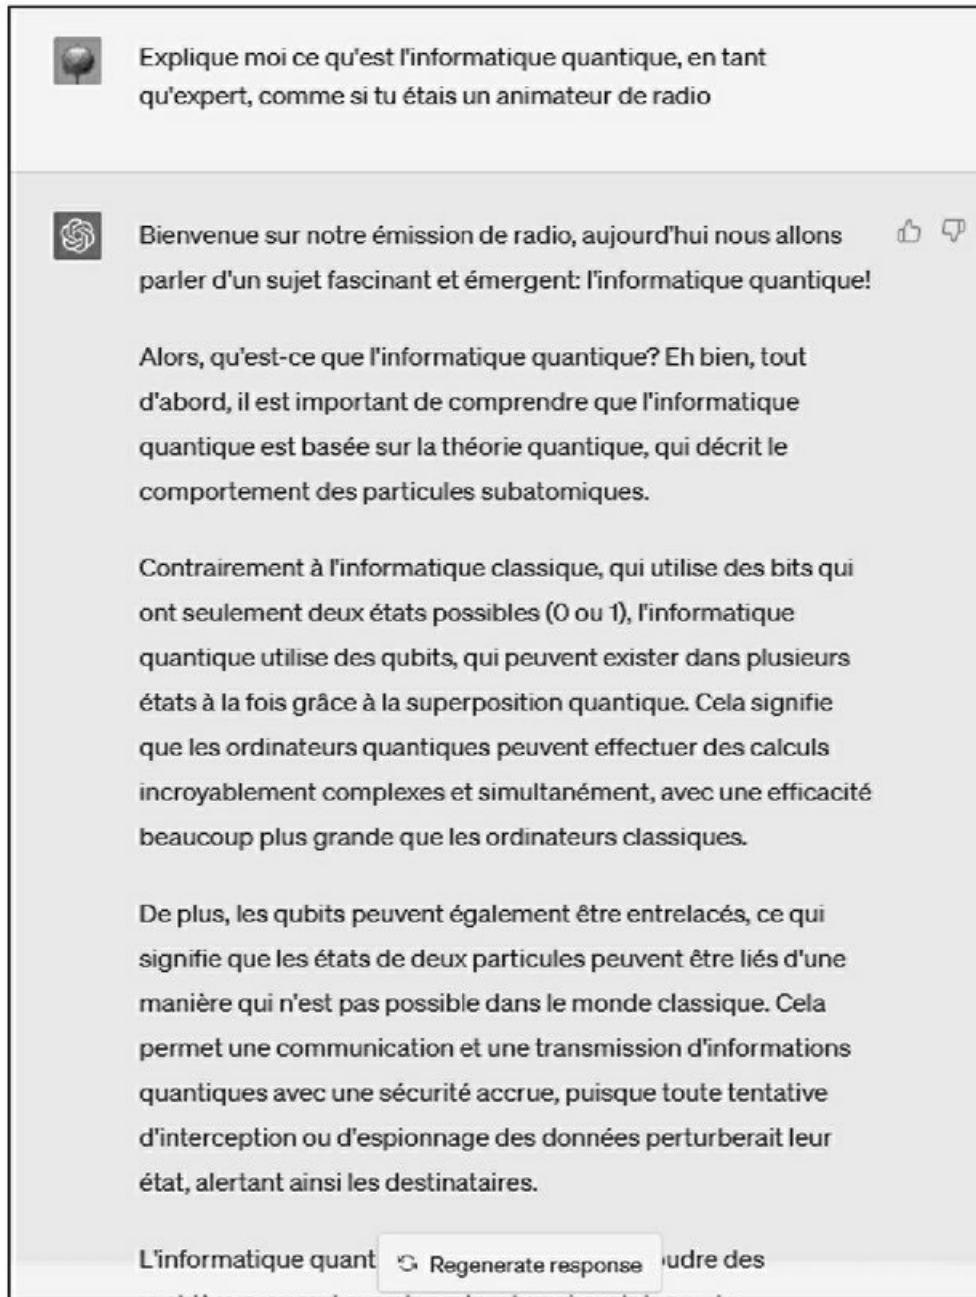 Explique moi ce qu'est l'informatique quantique, en tant
qu'expert, comme si tu étais un animateur de radio
Bienvenue sur notre émission de radio, aujourd'hui nous allons
parler d'un sujet fascinant et émergent: l'informatique quantique!
Alors, qu'est-ce que l'informatique quantique? Eh bien, tout
d'abord, il est important de comprendre que l'informatique
quantique est basée sur la théorie quantique, qui décrit le
comportement des particules subatomiques.
Contrairement à l'informatique classique, qui utilise des bits qui
ont seulement deux états possibles (0 ou 1), l'informatique
quantique utilise des qubits, qui peuvent exister dans plusieurs
états à la fois grâce à la superposition quantique. Cela signifie
que les ordinateurs quantiques peuvent effectuer des calculs
incroyablement complexes et simultanément, avec une efficacité
beaucoup plus grande que les ordinateurs classiques.
De plus, les qubits peuvent également être entrelacés, ce qui
signifie que les états de deux particules peuvent être liés d'une
manière qui n'est pas possible dans le monde classique. Cela
permet une communication et une transmission d'informations
quantiques avec une sécurité accrue, puisque toute tentative
d'interception ou d'espionnage des données perturberait leur
état, alertant ainsi les destinataires.
L'informatique quant Regenerate response udre des